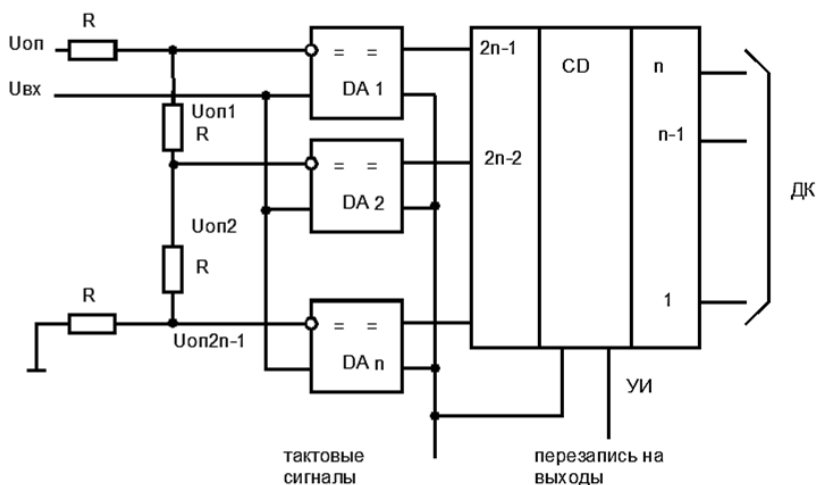 R
Uоп
Uвх
Uоп1
R
= =
DA 1
2n-1
CD
n
n-1
= =
DA 2
2n-2
Uоп2
R
ДК
R
Uоп2n-1
= =
DA n
1
УИ
тактовые
сигналы
перезапись на
выходы